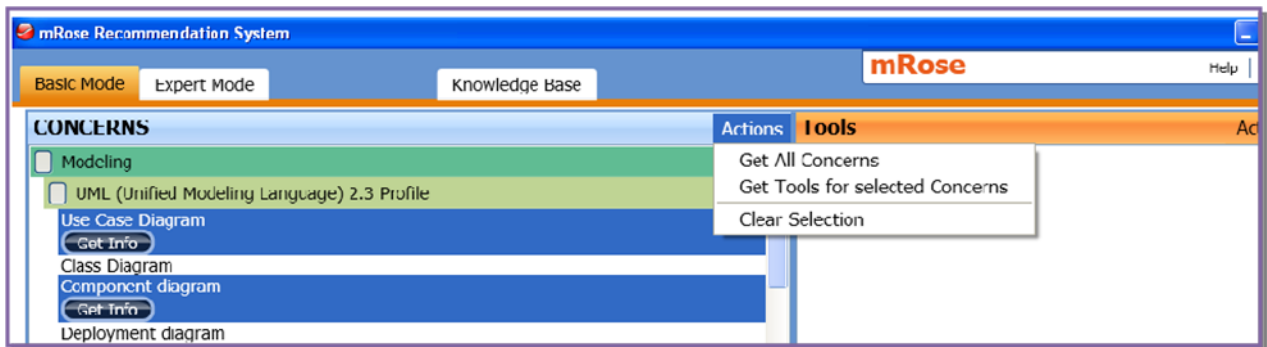 mRose Recommendation System
mRose
Help
Basic Mode Expert Mode Knowledge Base
CONCERNS Actions Tools
Modeling
Get All Concerns
Get Tools for selected Concerns
UML (Unified Modeling Language) 2.3 Profile
Clear Selection
Use Case Diagram
Get Info
Class Diagram
Component diagram
Get Info
Deployment diagram